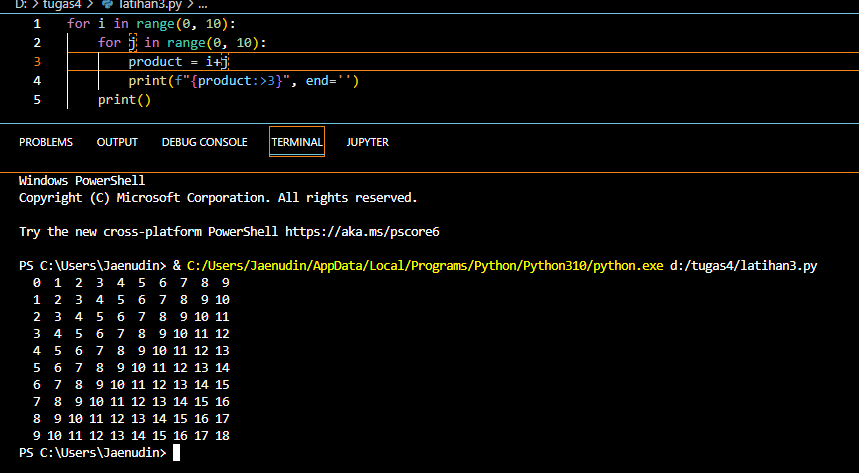 D: > tugas4 > latihan3.py > ...
1 for i in range(0, 10):
2     for j in range(0, 10):
3         product = i+j
4         print(f"{product:>3}", end='')
5     print()
PROBLEMS OUTPUT DEBUG CONSOLE TERMINAL JUPYTER
Windows PowerShell
Copyright (C) Microsoft Corporation. All rights reserved.
Try the new cross-platform PowerShell https://aka.ms/pscore6
PS C:\Users\Jaenudin> & C:/Users/Jaenudin/AppData/Local/Programs/Python/Python310/python.exe d:/tugas4/latihan3.py
  0  1  2  3  4  5  6  7  8  9
  1  2  3  4  5  6  7  8  9 10
  2  3  4  5  6  7  8  9 10 11
  3  4  5  6  7  8  9 10 11 12
  4  5  6  7  8  9 10 11 12 13
  5  6  7  8  9 10 11 12 13 14
  6  7  8  9 10 11 12 13 14 15
  7  8  9 10 11 12 13 14 15 16
  8  9 10 11 12 13 14 15 16 17
  9 10 11 12 13 14 15 16 17 18
PS C:\Users\Jaenudin>